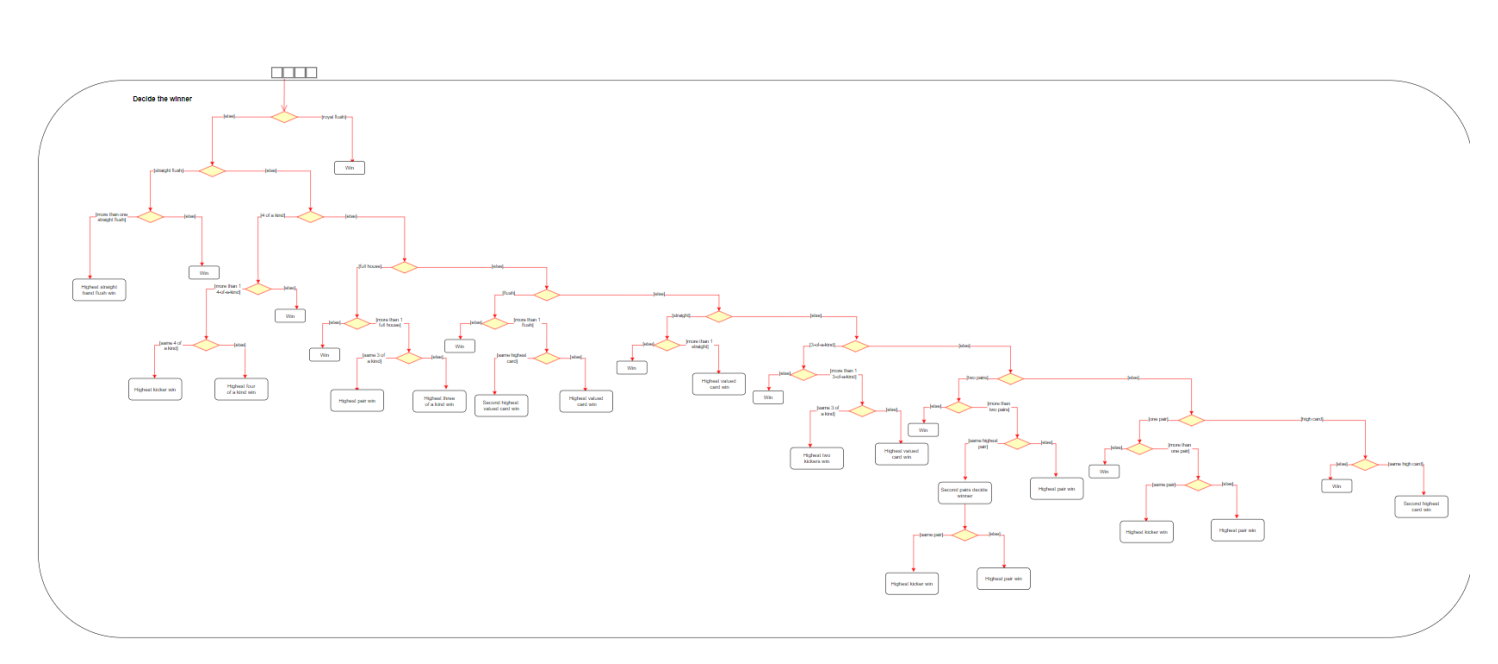 Decide the winner
[else]
[royal flush]
Win
[straight flush]
[else]
[more than one
straight flush]
[else]
[4 of a kind]
[else]
Win
Highest straight
hand flush win
[more than 1
4-of-a-kind]
[else]
Win
[full house]
[else]
[same 4 of
a kind]
[else]
Highest kicker win
Highest four
of a kind win
[else]
[more than 1
full house]
Win
[same 3 of
a kind]
[else]
Highest pair win
Highest three
of a kind win
[flush]
[else]
[else]
[more than 1
flush]
Win
[same highest
card]
[else]
Second highest
valued card win
Highest valued
card win
[straight]
[else]
[else]
[more than 1
straight]
Win
Highest valued
card win
[3 of a kind]
[else]
[else]
[more than 1
3-of-a-kind]
Win
[same 3 of
a kind]
[else]
Highest two
kickers win
Highest valued
card win
[two pairs]
[else]
[else]
[more than
two pairs]
Win
[same highest
pair]
[else]
Second pairs decide
winner
Highest pair win
[same pair]
[else]
Highest kicker win
Highest pair win
[one pair]
[high card]
[else]
[more than
one pair]
Win
[same pair]
[else]
Highest kicker win
Highest pair win
[else]
[same high card]
Win
Second highest
card win